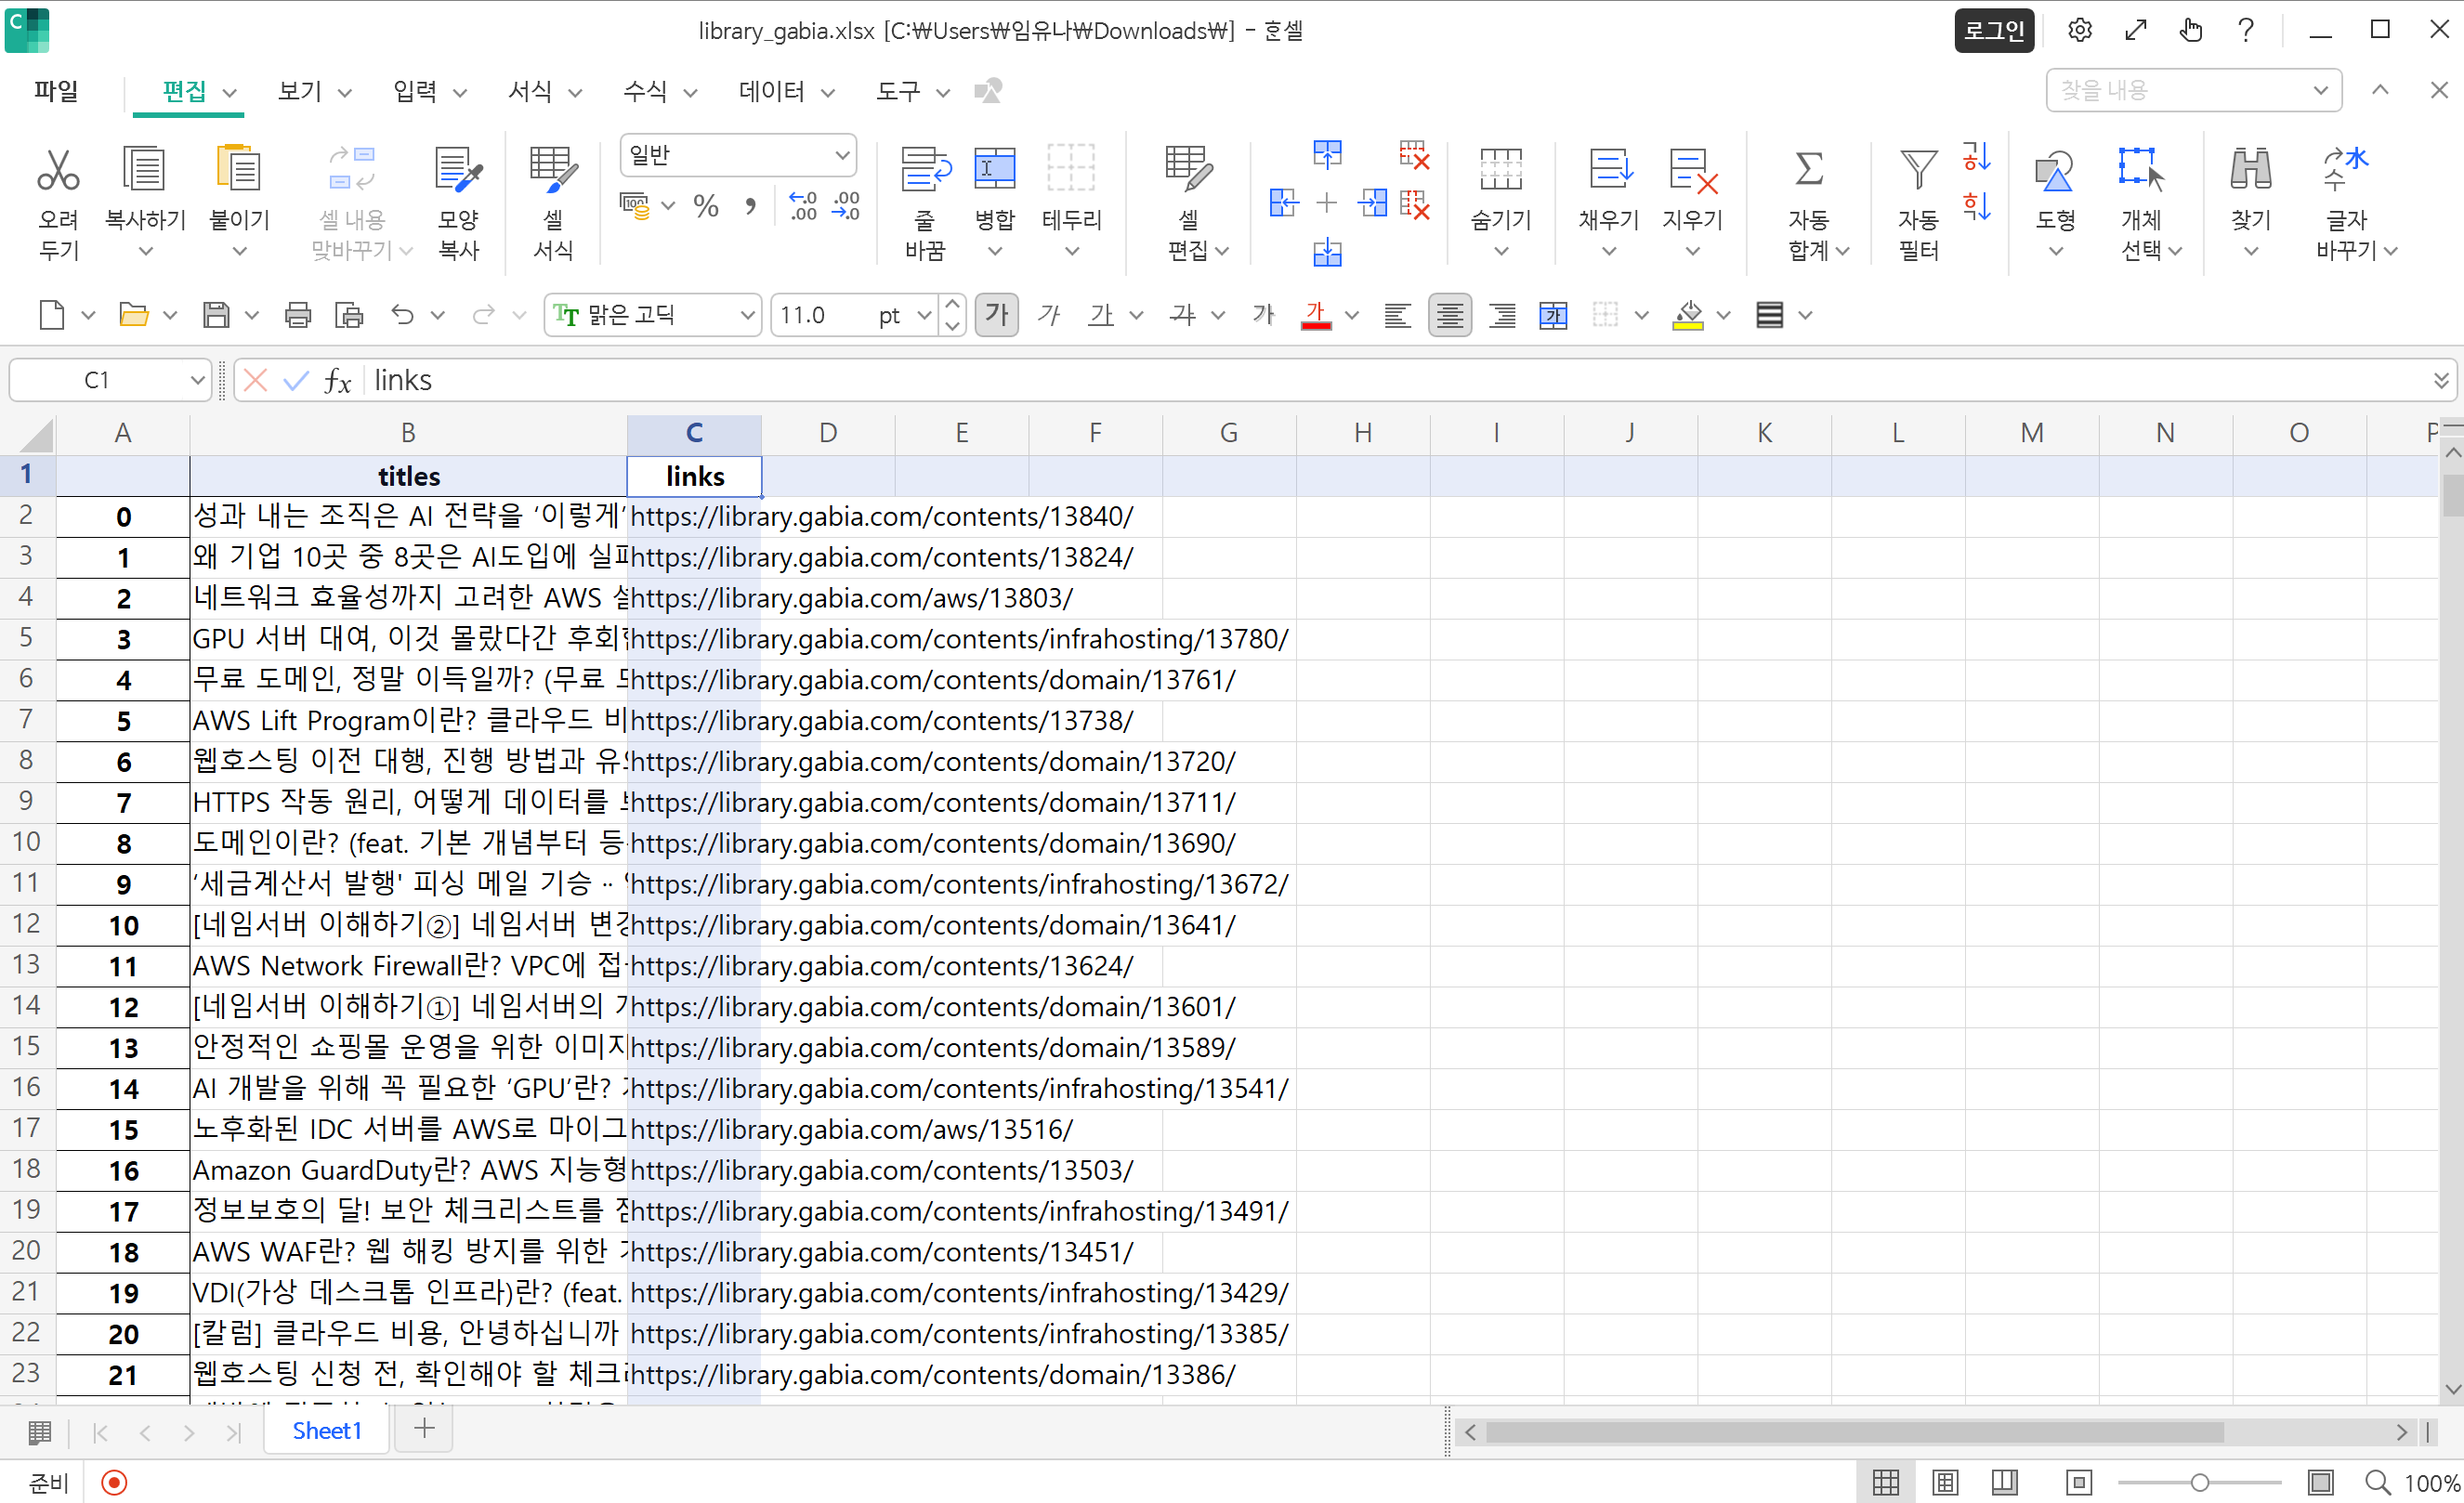 library_gabia.xlsx [C:₩Users₩임유나₩Downloads₩] - 훈셀
로그인
파일 편집 보기 입력 서식 수식 데이터 도구
찾을 내용
일반
오려 두기 복사하기 붙이기 셀 내용 맞바꾸기 모양 복사 셀 서식 줄 바꿈 병합 테두리 셀 편집 숨기기 채우기 지우기 자동 합계 자동 필터 도형 개체 선택 찾기 글자 바꾸기
맑은 고딕 11.0 pt 가 가 가 가 가 가
C1 fx links
A B C D E F G H I J K L M N O P
1 titles links
2 0 성과 내는 조직은 AI 전략을 ‘이렇게’ https://library.gabia.com/contents/13840/
3 1 왜 기업 10곳 중 8곳은 AI도입에 https://library.gabia.com/contents/13824/
4 2 네트워크 효율성까지 고려한 AWS https://library.gabia.com/aws/13803/
5 3 GPU 서버 대여, 이것 몰랐다간 https://library.gabia.com/contents/infrahosting/13780/
6 4 무료 도메인, 정말 이득일까? (무료 https://library.gabia.com/contents/domain/13761/
7 5 AWS Lift Program이란? 클라우드 비 https://library.gabia.com/contents/13738/
8 6 웹호스팅 이전 대행, 진행 방법과 https://library.gabia.com/contents/domain/13720/
9 7 HTTPS 작동 원리, 어떻게 데이터를 https://library.gabia.com/contents/domain/13711/
10 8 도메인이란? (feat. 기본 개념부터 https://library.gabia.com/contents/domain/13690/
11 9 ‘세금계산서 발행' 피싱 메일 기승 ·· https://library.gabia.com/contents/infrahosting/13672/
12 10 [네임서버 이해하기②] 네임서버 https://library.gabia.com/contents/domain/13641/
13 11 AWS Network Firewall란? VPC에 https://library.gabia.com/contents/13624/
14 12 [네임서버 이해하기①] 네임서버의 https://library.gabia.com/contents/domain/13601/
15 13 안정적인 쇼핑몰 운영을 위한 이미지 https://library.gabia.com/contents/domain/13589/
16 14 AI 개발을 위해 꼭 필요한 ‘GPU’란? https://library.gabia.com/contents/infrahosting/13541/
17 15 노후화된 IDC 서버를 AWS로 마이그 https://library.gabia.com/aws/13516/
18 16 Amazon GuardDuty란? AWS 지능형 https://library.gabia.com/contents/13503/
19 17 정보보호의 달! 보안 체크리스트를 https://library.gabia.com/contents/infrahosting/13491/
20 18 AWS WAF란? 웹 해킹 방지를 위한 https://library.gabia.com/contents/13451/
21 19 VDI(가상 데스크톱 인프라)란? (feat. https://library.gabia.com/contents/infrahosting/13429/
22 20 [칼럼] 클라우드 비용, 안녕하십니까 https://library.gabia.com/contents/infrahosting/13385/
23 21 웹호스팅 신청 전, 확인해야 할 https://library.gabia.com/contents/domain/13386/
Sheet1
준비 100%